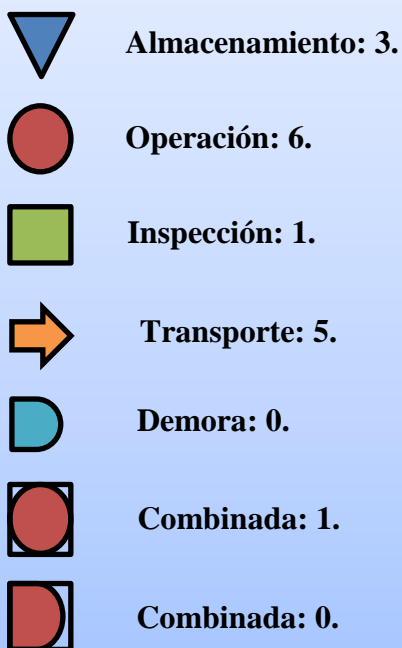 Almacenamiento: 3.
Operación: 6.
Inspección: 1.
Transporte: 5.
Demora: 0.
Combinada: 1.
Combinada: 0.